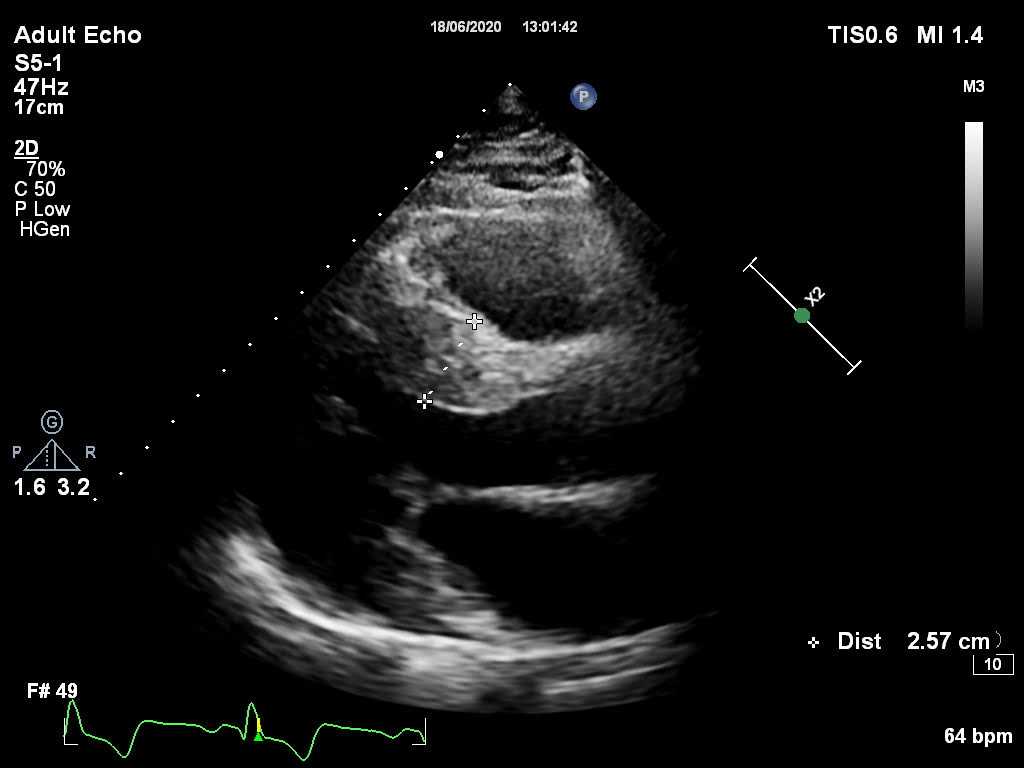 18/06/2020 13:01:42
Adult Echo
TIS0.6 MI 1.4
S5-1
47Hz
17cm
M3
P
2D
70%
C 50
P Low
HGen
X2
G
P R
1.6 3.2
Dist 2.57 cm
10
F# 49
64 bpm